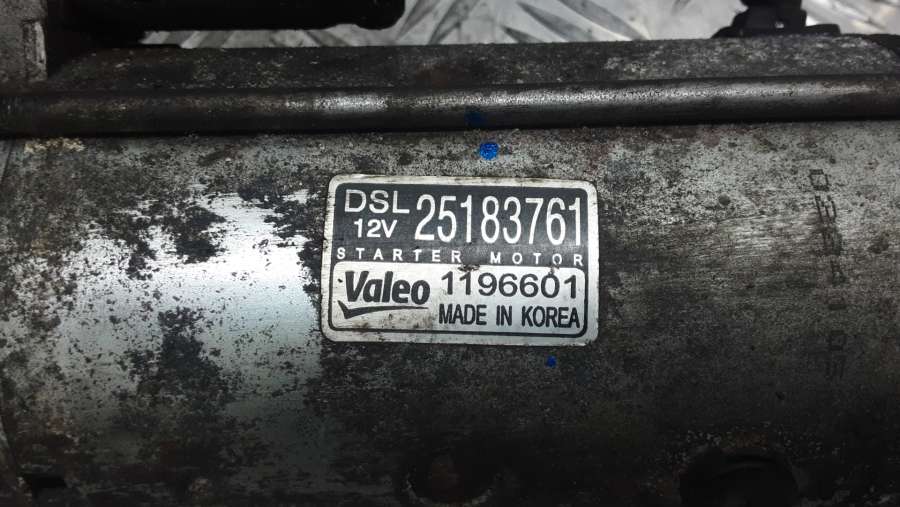 DSL 25183761
12V
STARTER MOTOR
Valeo 1196601
MADE IN KOREA